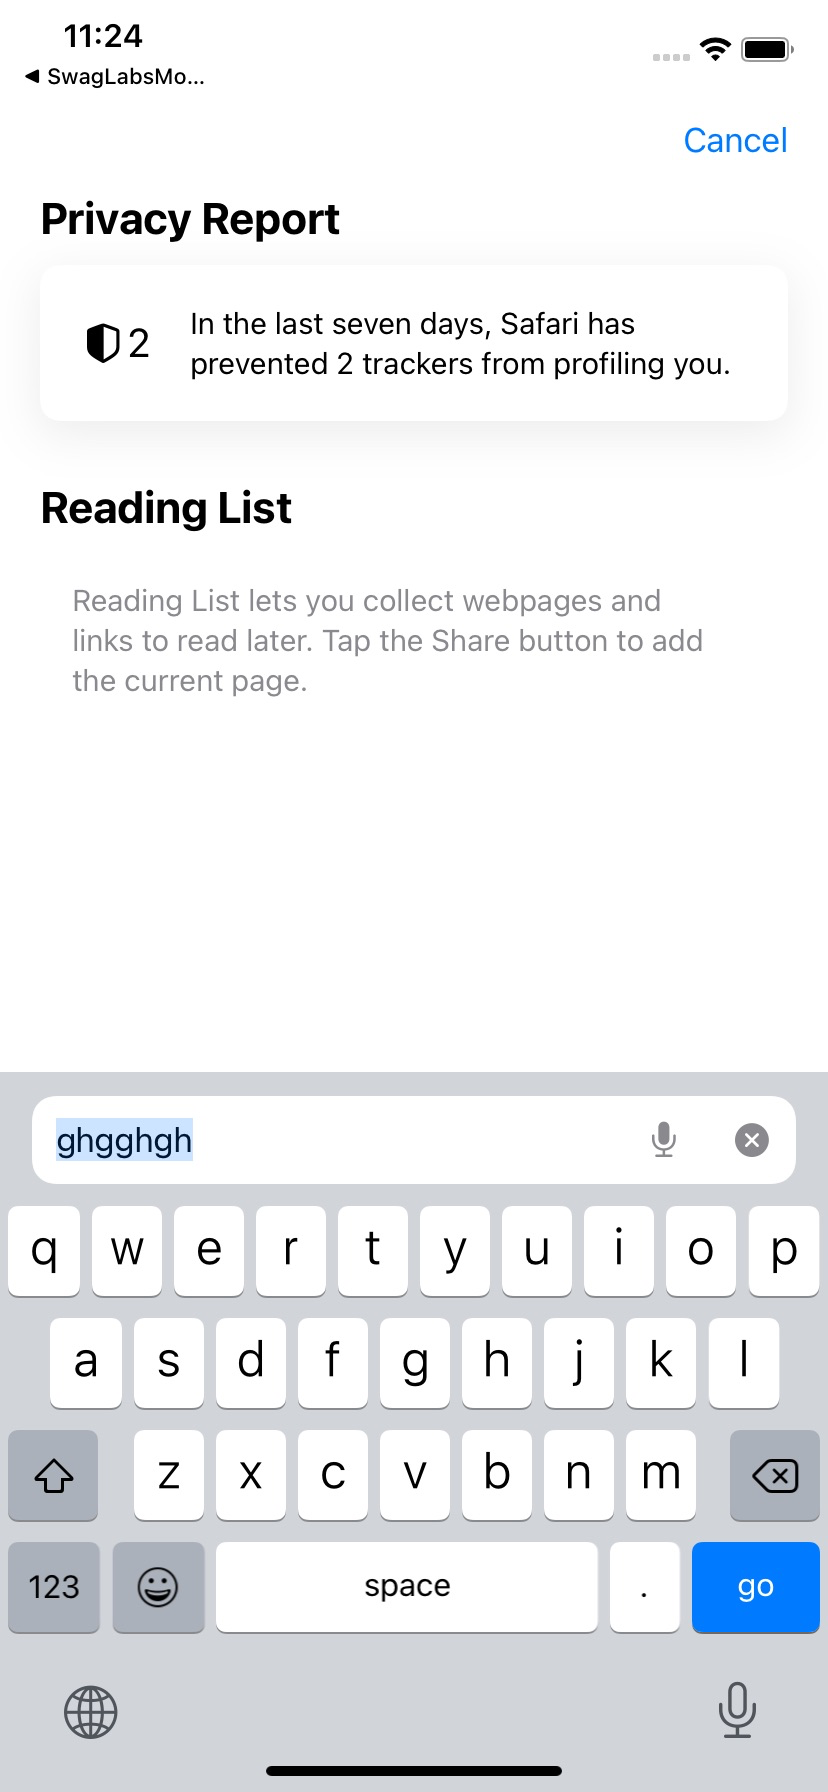 11:24
SwagLabsMo...
Cancel
Privacy Report
2
In the last seven days, Safari has
prevented 2 trackers from profiling you.
Reading List
Reading List lets you collect webpages and
links to read later. Tap the Share button to add
the current page.
ghgghgh
q w e r t y u i o p
a s d f g h j k l
z x c v b n m
123 space . go